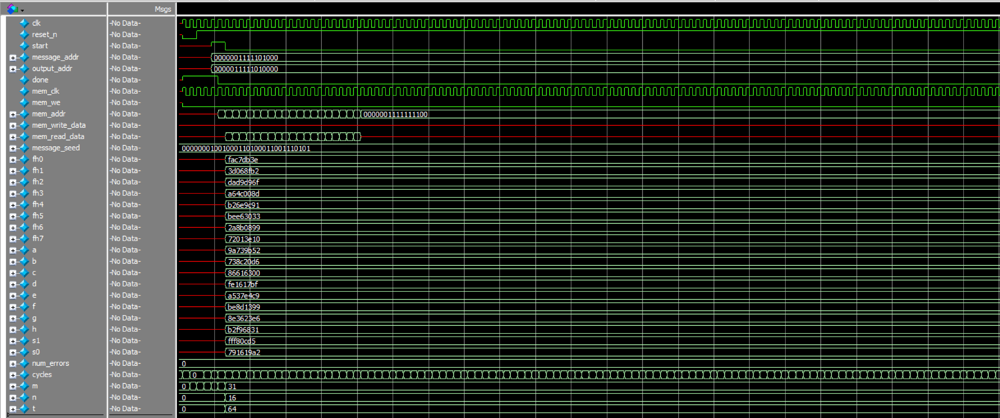 Msgs
clk -No Data-
reset_n -No Data-
start -No Data-
message_addr -No Data- 0000001111101000
output_addr -No Data- 0000011111010000
done -No Data-
mem_clk -No Data-
mem_we -No Data-
mem_addr -No Data- 0000001111111100
mem_write_data -No Data-
mem_read_data -No Data-
message_seed -No Data- 00000001001000110100011001110101
fh0 -No Data- fac7db3e
fh1 -No Data- 3d068fb2
fh2 -No Data- dad9d96f
fh3 -No Data- a64c008d
fh4 -No Data- b26e9c91
fh5 -No Data- bee63033
fh6 -No Data- 2a8b0899
fh7 -No Data- 72013e10
a -No Data- 9a739b52
b -No Data- 738c20d6
c -No Data- 86616300
d -No Data- fe1617bf
e -No Data- a537e4c9
f -No Data- be8d1399
g -No Data- 8e3623e6
h -No Data- b2f96831
s1 -No Data- fff80cd5
s0 -No Data- 791619a2
num_errors -No Data- 0
cycles -No Data- 0
m -No Data- 0 31
n -No Data- 0 16
t -No Data- 0 64